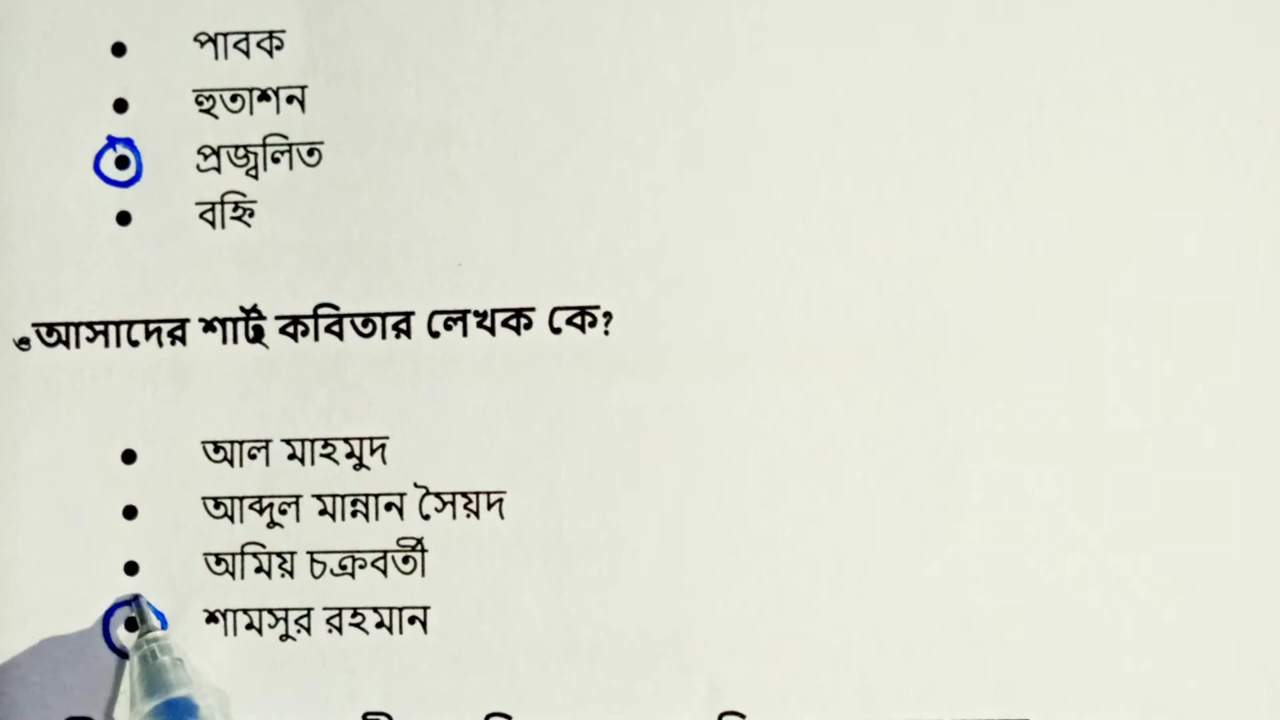 পাবক
হুতাশন
প্রজ্বলিত
বহ্নি
আসাদের শার্ট কবিতার লেখক কে?
আল মাহমুদ
আব্দুল মান্নান সৈয়দ
অমিয় চক্রবর্তী
শামসুর রহমান